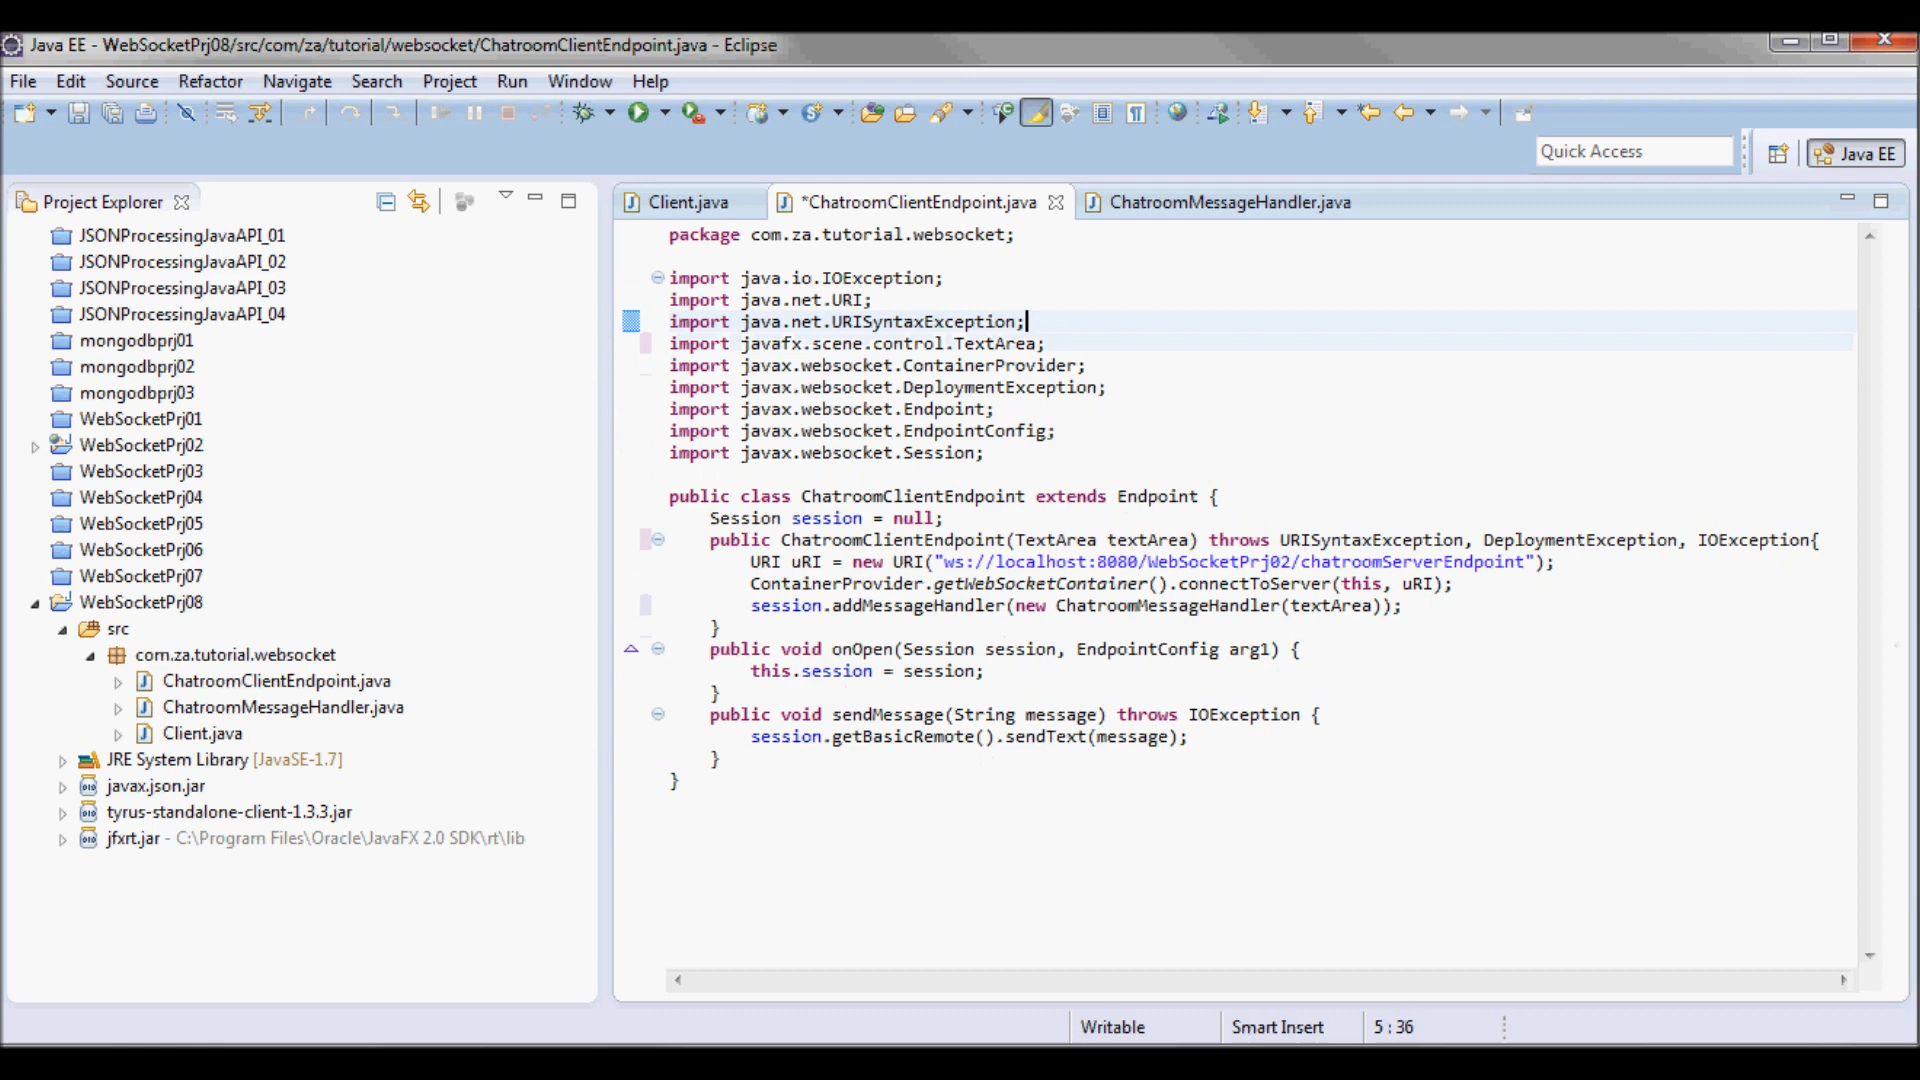 Java EE - WebSocketPrj08/src/com/za/tutorial/websocket/ChatroomClientEndpoint.java - Eclipse
File Edit Source Refactor Navigate Search Project Run Window Help
Quick Access
Java EE
Project Explorer
JSONProcessingJavaAPI_01
JSONProcessingJavaAPI_02
JSONProcessingJavaAPI_03
JSONProcessingJavaAPI_04
mongodbprj01
mongodbprj02
mongodbprj03
WebSocketPrj01
WebSocketPrj02
WebSocketPrj03
WebSocketPrj04
WebSocketPrj05
WebSocketPrj06
WebSocketPrj07
WebSocketPrj08
src
com.za.tutorial.websocket
ChatroomClientEndpoint.java
ChatroomMessageHandler.java
Client.java
JRE System Library [JavaSE-1.7]
javax.json.jar
tyrus-standalone-client-1.3.3.jar
jfxrt.jar - C:\Program Files\Oracle\JavaFX 2.0 SDK\rt\lib
Client.java *ChatroomClientEndpoint.java ChatroomMessageHandler.java
package com.za.tutorial.websocket;
import java.io.IOException;
import java.net.URI;
import java.net.URISyntaxException;
import javafx.scene.control.TextArea;
import javax.websocket.ContainerProvider;
import javax.websocket.DeploymentException;
import javax.websocket.Endpoint;
import javax.websocket.EndpointConfig;
import javax.websocket.Session;
public class ChatroomClientEndpoint extends Endpoint {
Session session = null;
public ChatroomClientEndpoint(TextArea textArea) throws URISyntaxException, DeploymentException, IOException{
URI uRI = new URI("ws://localhost:8080/WebSocketPrj02/chatroomServerEndpoint");
ContainerProvider.getWebSocketContainer().connectToServer(this, uRI);
session.addMessageHandler(new ChatroomMessageHandler(textArea));
}
public void onOpen(Session session, EndpointConfig arg1) {
this.session = session;
}
public void sendMessage(String message) throws IOException {
session.getBasicRemote().sendText(message);
}
}
Writable Smart Insert 5 : 36